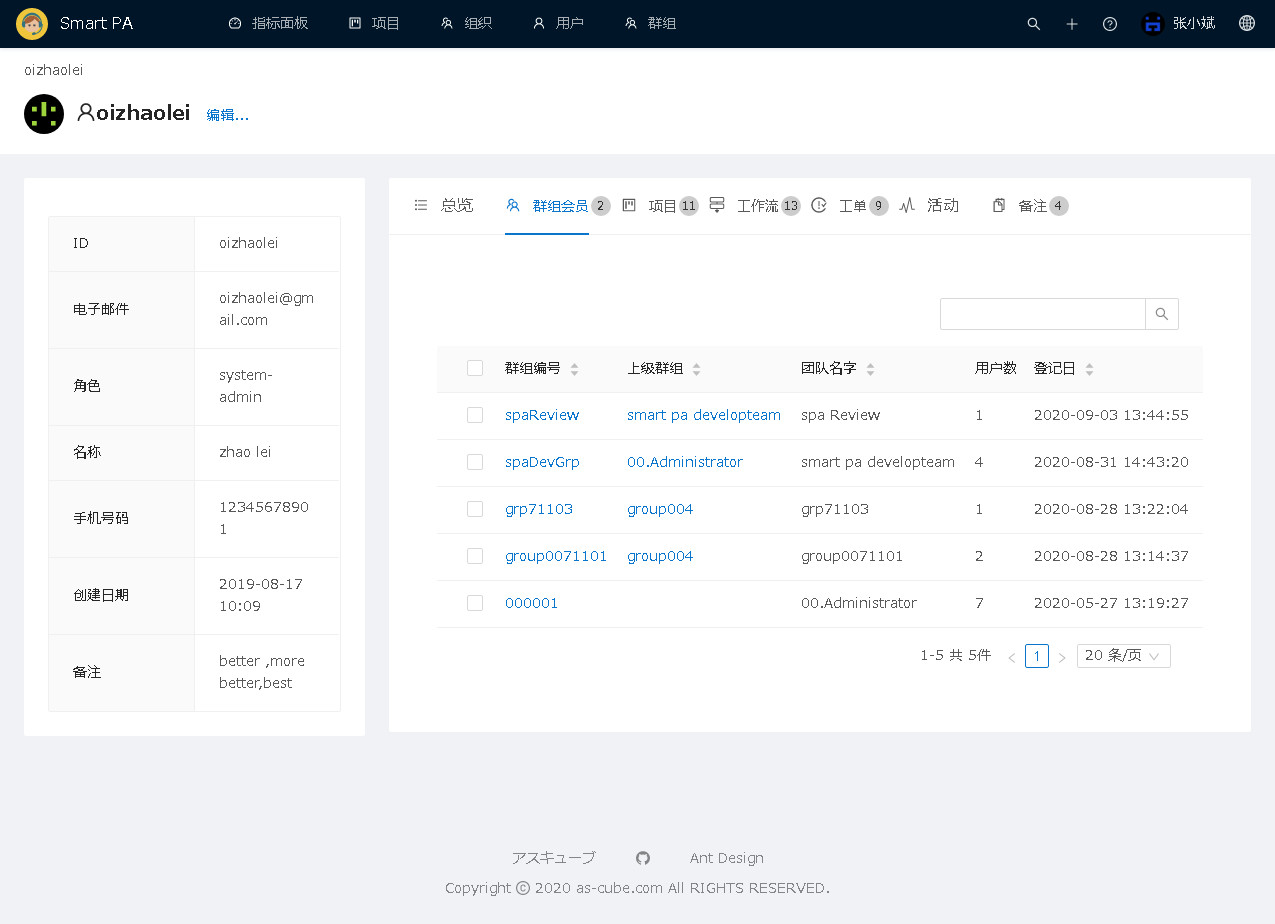 Smart PA 指标面板 项目 组织 用户 群组 张小斌
oizhaolei
oizhaolei 编辑...
总览 群组会员 2 项目 11 工作流 13 工单 9 活动 备注 4
ID oizhaolei
电子邮件 oizhaolei@gm
ail.com
角色 system-
admin
名称 zhao lei
手机号码 1234567890
1
创建日期 2019-08-17
10:09
备注 better ,more
better,best
群组编号 上级群组 团队名字 用户数 登记日
spaReview smart pa developteam spa Review 1 2020-09-03 13:44:55
spaDevGrp 00.Administrator smart pa developteam 4 2020-08-31 14:43:20
grp71103 group004 grp71103 1 2020-08-28 13:22:04
group0071101 group004 group0071101 2 2020-08-28 13:14:37
000001 00.Administrator 7 2020-05-27 13:19:27
1-5 共 5件 < 1 > 20 条/页
アスキューブ Ant Design
Copyright © 2020 as-cube.com All RIGHTS RESERVED.